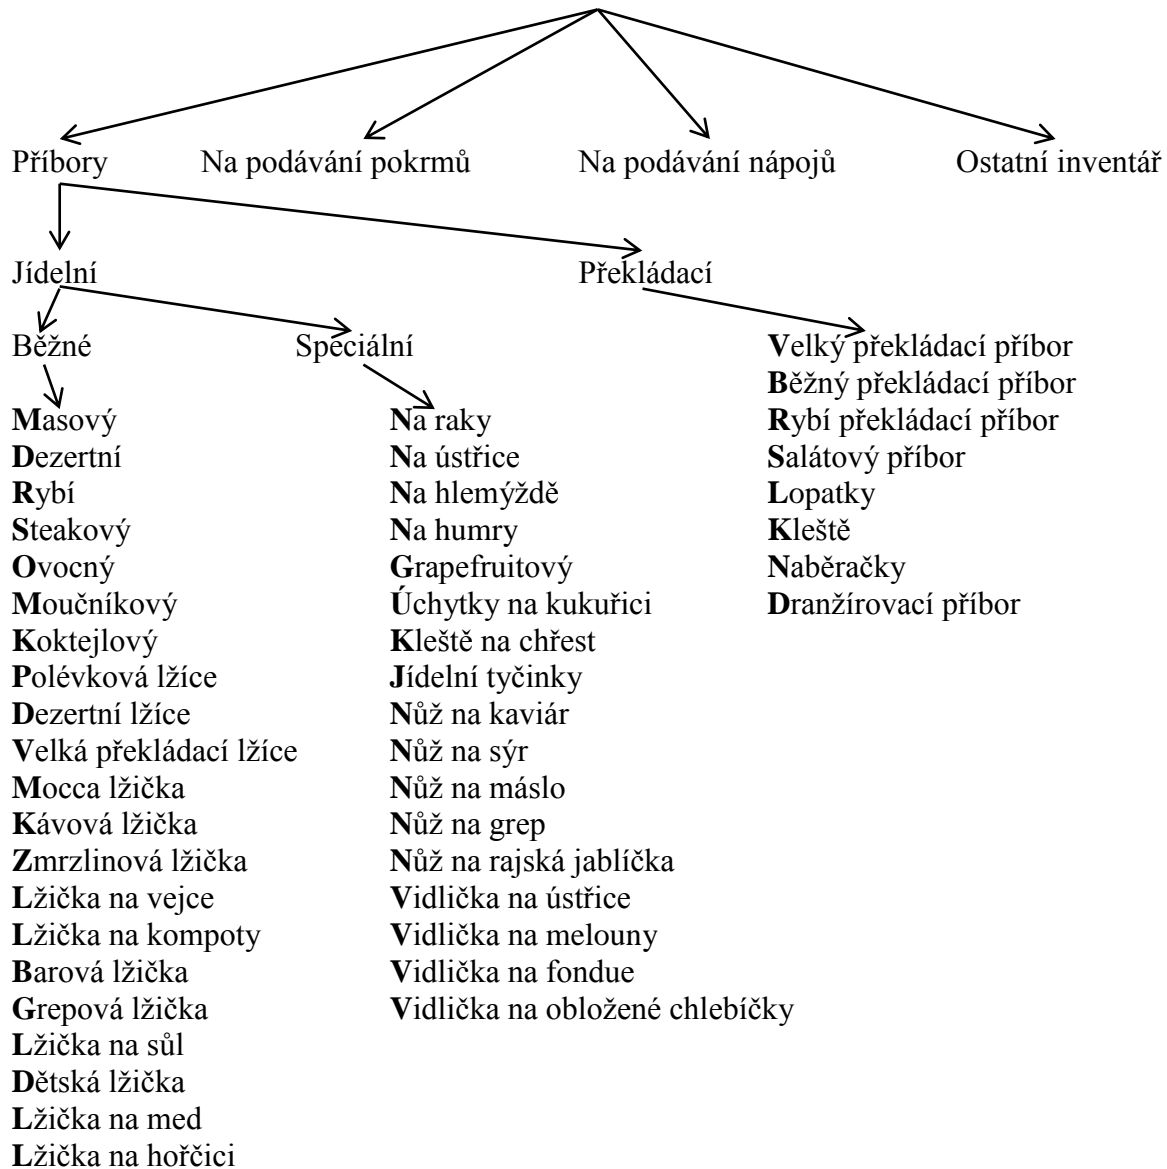 Příbory
Na podávání pokrmů
Na podávání nápojů
Ostatní inventář
Jídelní
Překládací
Běžné
Speciální
Masový
Dezertní
Rybí
Steakový
Ovocný
Moučníkový
Koktejlový
Polévková lžíce
Dezertní lžíce
Velká překládací lžíce
Mocca lžička
Kávová lžička
Zmrzlinová lžička
Lžička na vejce
Lžička na kompoty
Barová lžička
Grepová lžička
Lžička na sůl
Dětská lžička
Lžička na med
Lžička na hořčici
Na raky
Na ústřice
Na hlemýždě
Na humry
Grapefruitový
Úchytky na kukuřici
Kleště na chřest
Jídelní tyčinky
Nůž na kaviár
Nůž na sýr
Nůž na máslo
Nůž na grep
Nůž na rajská jablíčka
Vidlička na ústřice
Vidlička na melouny
Vidlička na fondue
Vidlička na obložené chlebíčky
Velký překládací příbor
Běžný překládací příbor
Rybí překládací příbor
Salátový příbor
Lopatky
Kleště
Naběračky
Dranžírovací příbor